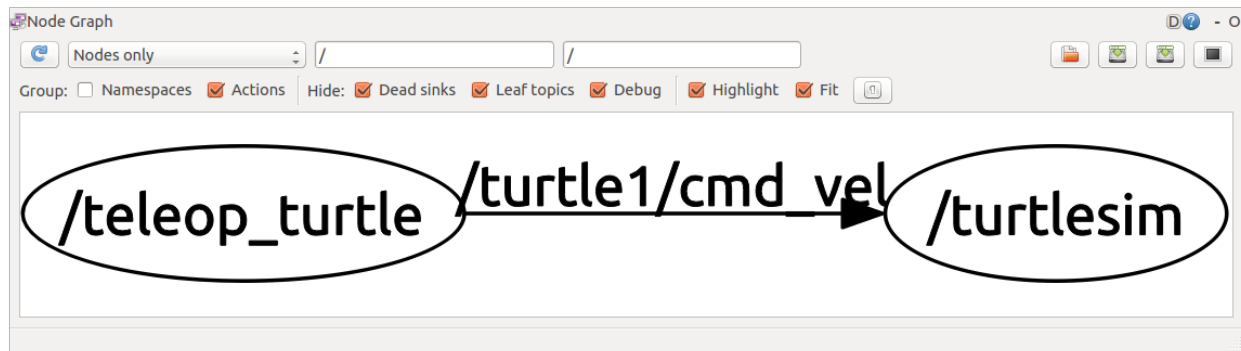 Node Graph D ? - O
Nodes only / /
Group: Namespaces Actions Hide: Dead sinks Leaf topics Debug Highlight Fit
/teleop_turtle /turtle1/cmd_vel /turtlesim